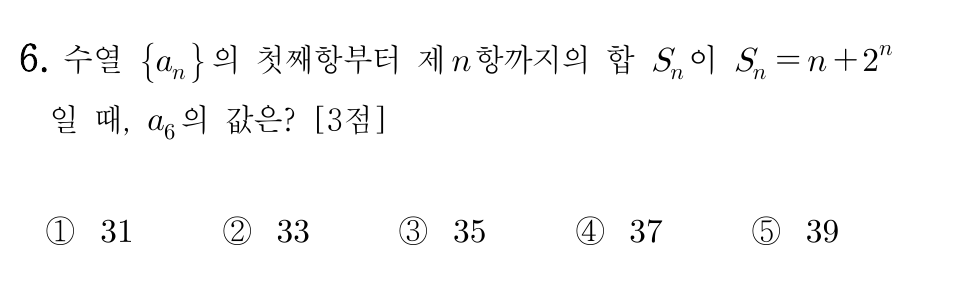 6. 수열 {aₙ}의 첫째항부터 제n항까지의 합 Sₙ이 Sₙ=n+2ⁿ
일 때, a₆의 값은? [3점]
① 31 ② 33 ③ 35 ④ 37 ⑤ 39